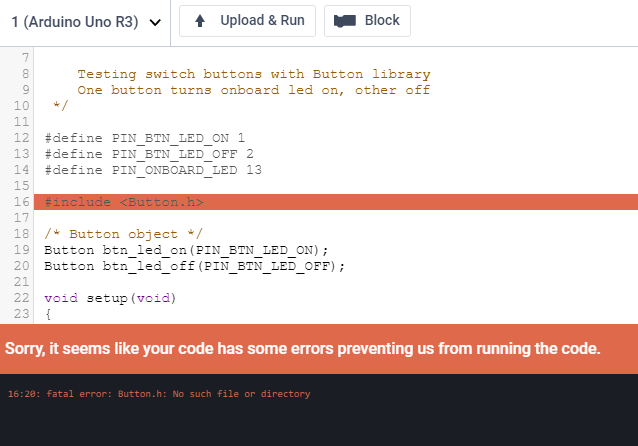 1 (Arduino Uno R3) Upload & Run Block
7
8 Testing switch buttons with Button library
9 One button turns onboard led on, other off
10 */
11
12 #define PIN_BTN_LED_ON 1
13 #define PIN_BTN_LED_OFF 2
14 #define PIN_ONBOARD_LED 13
15
16 #include <Button.h>
17
18 /* Button object */
19 Button btn_led_on(PIN_BTN_LED_ON);
20 Button btn_led_off(PIN_BTN_LED_OFF);
21
22 void setup(void)
23 {
Sorry, it seems like your code has some errors preventing us from running the code.
16:20: fatal error: Button.h: No such file or directory